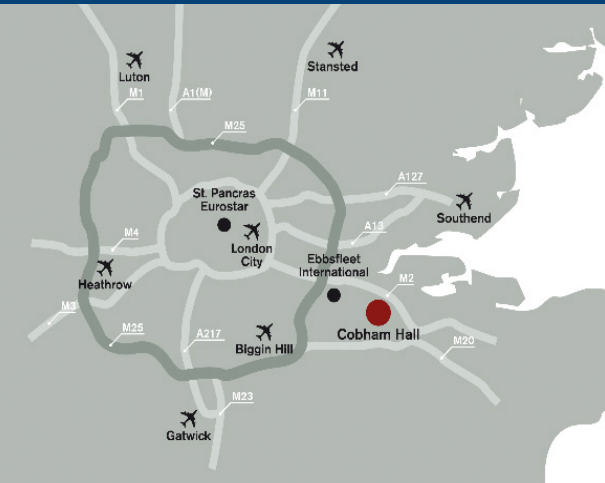 Luton
Stansted
M1
A1(M)
M11
M25
A127
St. Pancras
Eurostar
Southend
A13
M4
London
City
Ebbsfleet
International
Heathrow
M2
M3
Cobham Hall
M25
A217
Biggin Hill
M20
M23
Gatwick